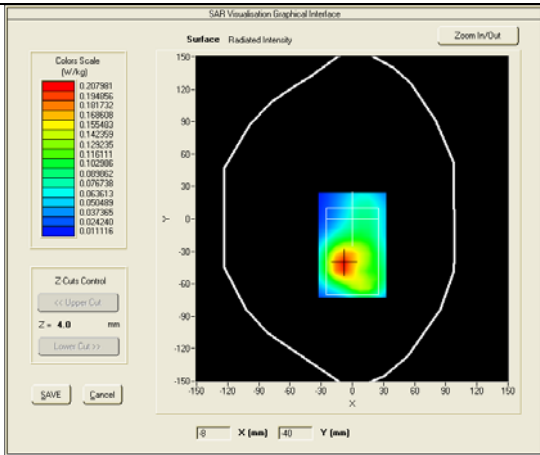 SAR Visualisation Graphical Interface
Surface Radiated Intensity
Zoom In/Out
Colors Scale
(W/kg)
0.207981
0.194856
0.181732
0.168608
0.155483
0.142359
0.129235
0.116111
0.102986
0.089862
0.076738
0.063613
0.050489
0.037365
0.024240
0.011116
Z Cuts Control
<< Upper Cut
Z = 4.0 mm
Lower Cut >>
SAVE Cancel
150-
120-
90-
60-
30-
0-
-30-
-60-
-90-
-120-
-150-
Y
-150 -120 -90 -60 -30 0 30 60 90 120 150
X
-8 X (mm) -40 Y (mm)